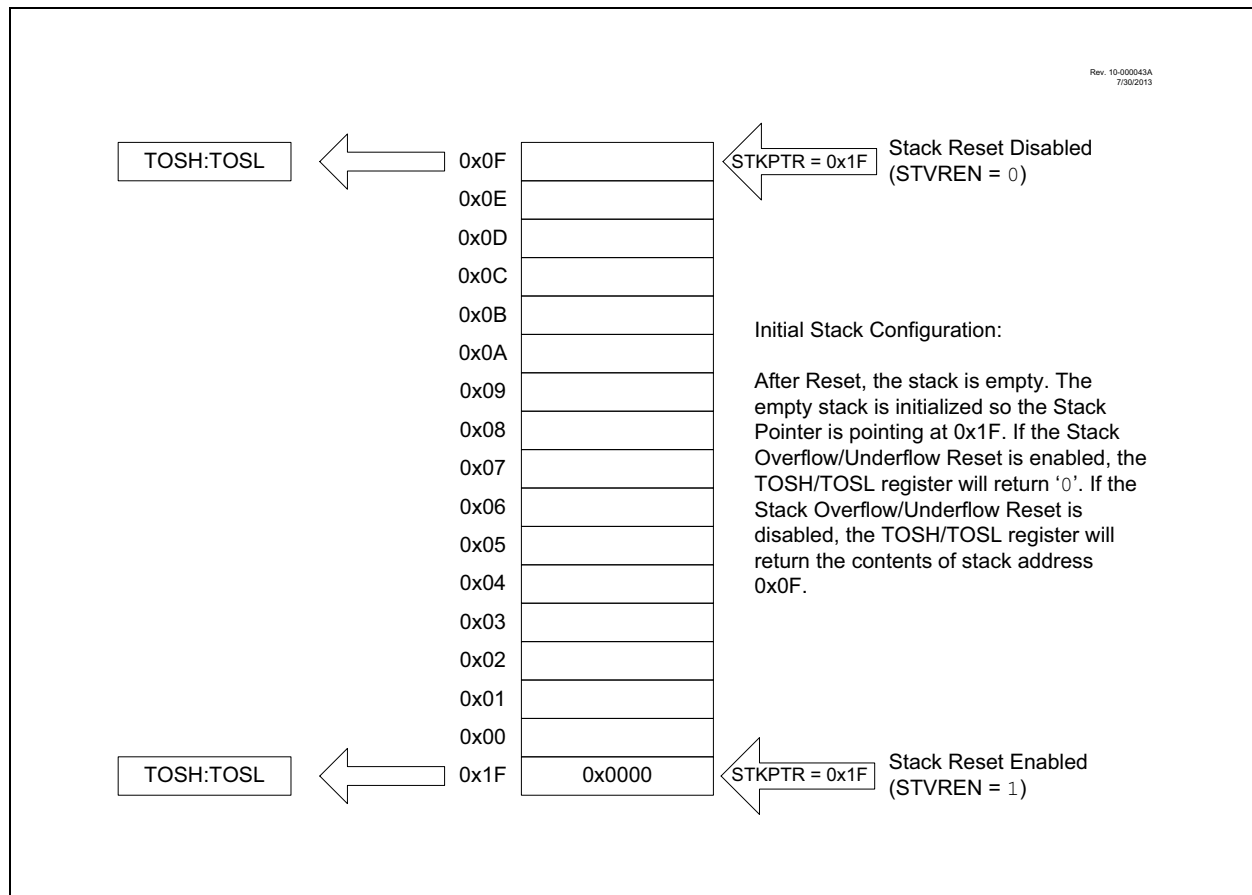 Rev. 10-000043A
7/30/2013
TOSH:TOSL
0x0F
STKPTR = 0x1F
Stack Reset Disabled
(STVREN = 0)
0x0E
0x0D
0x0C
0x0B
0x0A
0x09
0x08
0x07
0x06
0x05
0x04
0x03
0x02
0x01
0x00
Initial Stack Configuration:
After Reset, the stack is empty. The
empty stack is initialized so the Stack
Pointer is pointing at 0x1F. If the Stack
Overflow/Underflow Reset is enabled, the
TOSH/TOSL register will return ‘0’. If the
Stack Overflow/Underflow Reset is
disabled, the TOSH/TOSL register will
return the contents of stack address
0x0F.
TOSH:TOSL
0x1F
0x0000
STKPTR = 0x1F
Stack Reset Enabled
(STVREN = 1)